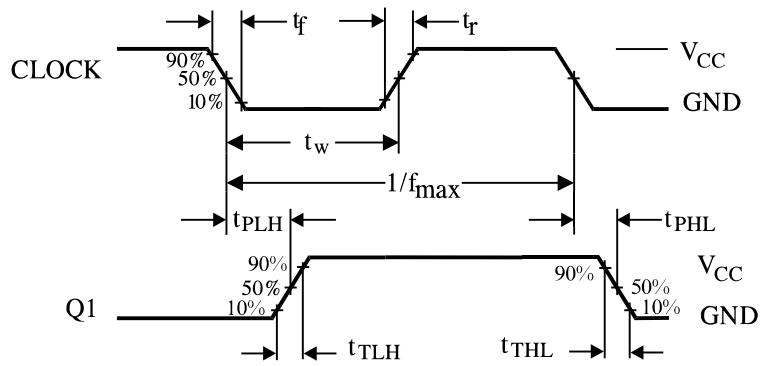 tf
tr
90%
CLOCK
50%
10%
VCC
GND
tw
1/fmax
tPLH
tPHL
90%
50%
10%
Q1
90%
50%
10%
VCC
GND
tTLH
tTHL